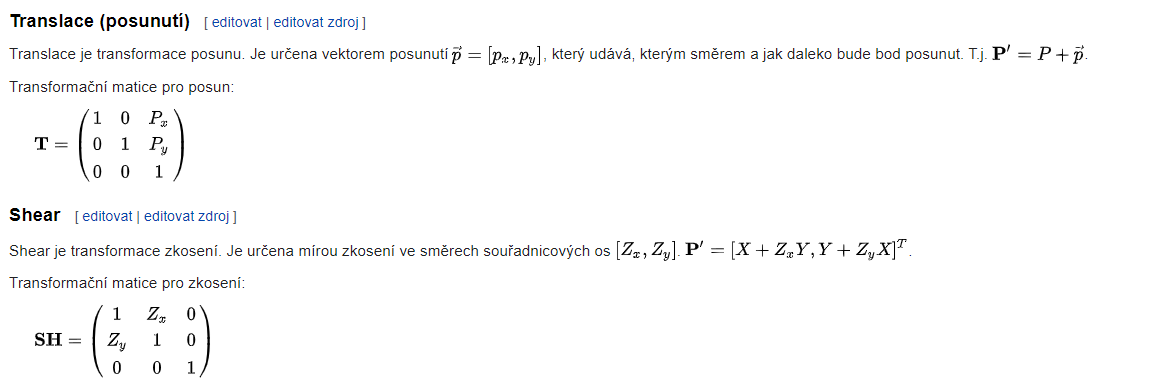 Translace (posunutí) [ editovat | editovat zdroj ]
Translace je transformace posunu. Je určena vektorem posunutí p⃗ = [pₓ, p_y], který udává, kterým směrem a jak daleko bude bod posunut. T.j. P′ = P + p⃗.
Transformační matice pro posun:
1 0 Pₓ
T = 0 1 P_y
0 0 1
Shear [ editovat | editovat zdroj ]
Shear je transformace zkosení. Je určena mírou zkosení ve směrech souřadnicových os [Zₓ, Z_y]. P′ = [X + ZₓY, Y + Z_yX]ᵀ.
Transformační matice pro zkosení:
1 Zₓ 0
SH = Z_y 1 0
0 0 1